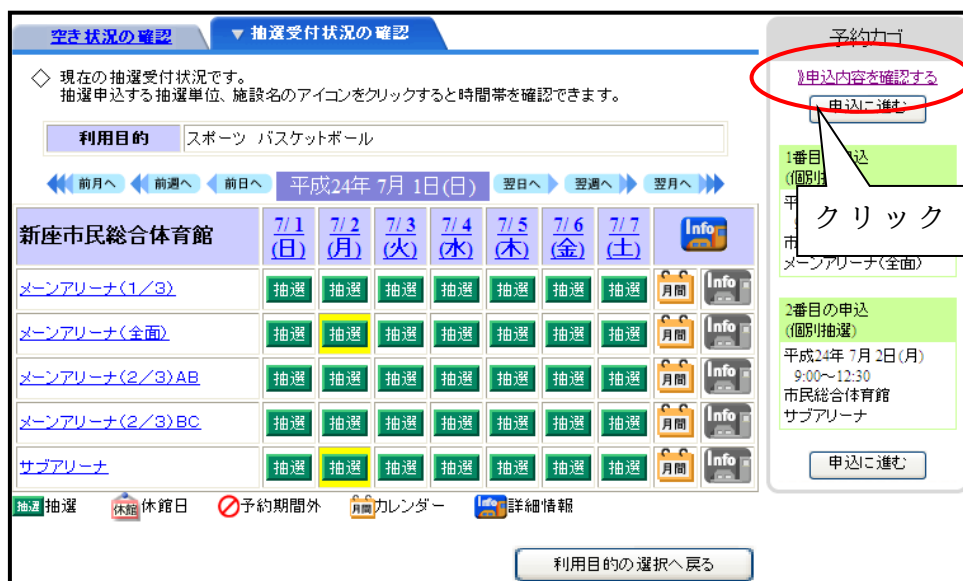 空き状況の確認
▼ 抽選受付状況の確認
◇ 現在の抽選受付状況です。
抽選申込する抽選単位、施設名のアイコンをクリックすると時間帯を確認できます。
利用目的 スポーツ バスケットボール
前月へ 前週へ 前日へ 平成24年 7月 1日(日) 翌日へ 翌週へ 翌月へ
新座市民総合体育館 7/1 (日) 7/2 (月) 7/3 (火) 7/4 (水) 7/5 (木) 7/6 (金) 7/7 (土) Info
メーンアリーナ(1/3) 抽選 抽選 抽選 抽選 抽選 抽選 抽選 月間 Info
メーンアリーナ(全面) 抽選 抽選 抽選 抽選 抽選 抽選 抽選 月間 Info
メーンアリーナ(2/3)AB 抽選 抽選 抽選 抽選 抽選 抽選 抽選 月間 Info
メーンアリーナ(2/3)BC 抽選 抽選 抽選 抽選 抽選 抽選 抽選 月間 Info
サブアリーナ 抽選 抽選 抽選 抽選 抽選 抽選 抽選 月間 Info
抽選 抽選 休館 休館日 予約期間外 月間 カレンダー Info 詳細情報
利用目的の選択へ戻る
予約カゴ
》申込内容を確認する
申込に進む
1番目 申込
(個別
平
クリック
市
メーンアリーナ(全面)
2番目の申込
(個別抽選)
平成24年 7月 2日(月)
9:00～12:30
市民総合体育館
サブアリーナ
申込に進む